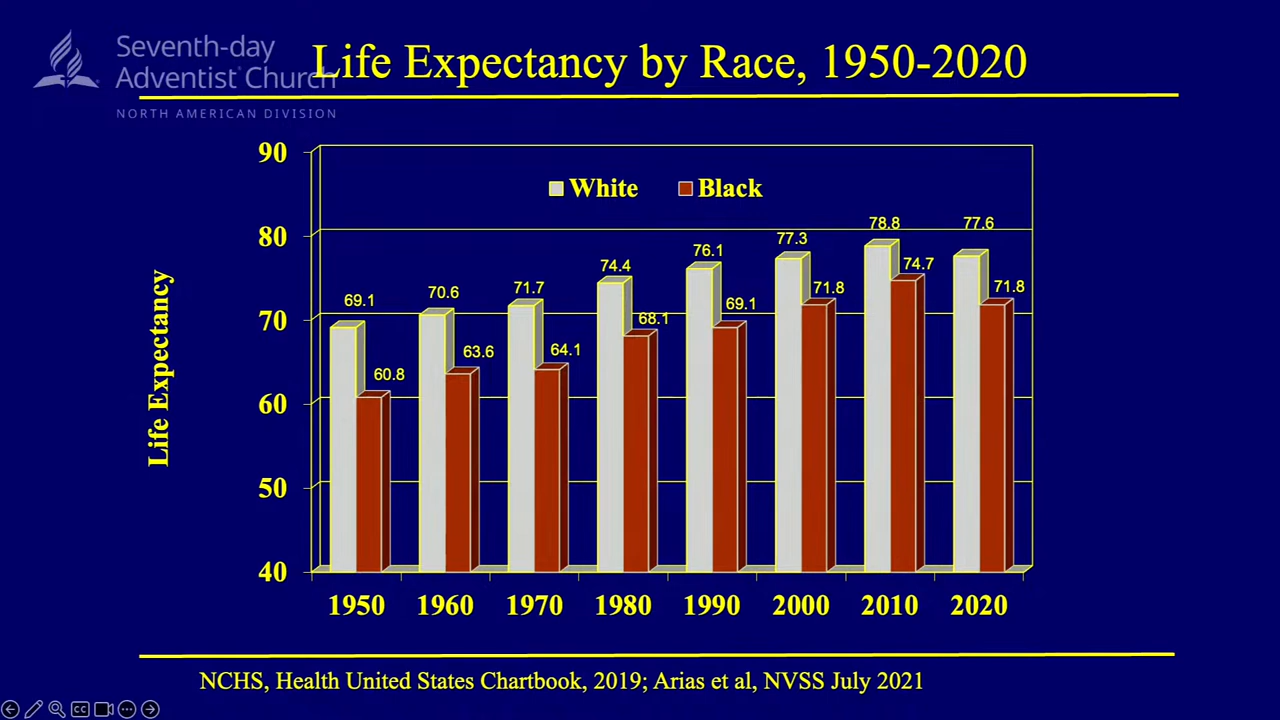 Seventh-day
Adventist Church
NORTH AMERICAN DIVISION
Life Expectancy by Race, 1950-2020
Life Expectancy
90
80
70
60
50
40
White Black
69.1 70.6 71.7 74.4 76.1 77.3 78.8 77.6
60.8 63.6 64.1 68.1 69.1 71.8 74.7 71.8
1950 1960 1970 1980 1990 2000 2010 2020
NCHS, Health United States Chartbook, 2019; Arias et al, NVSS July 2021
CC